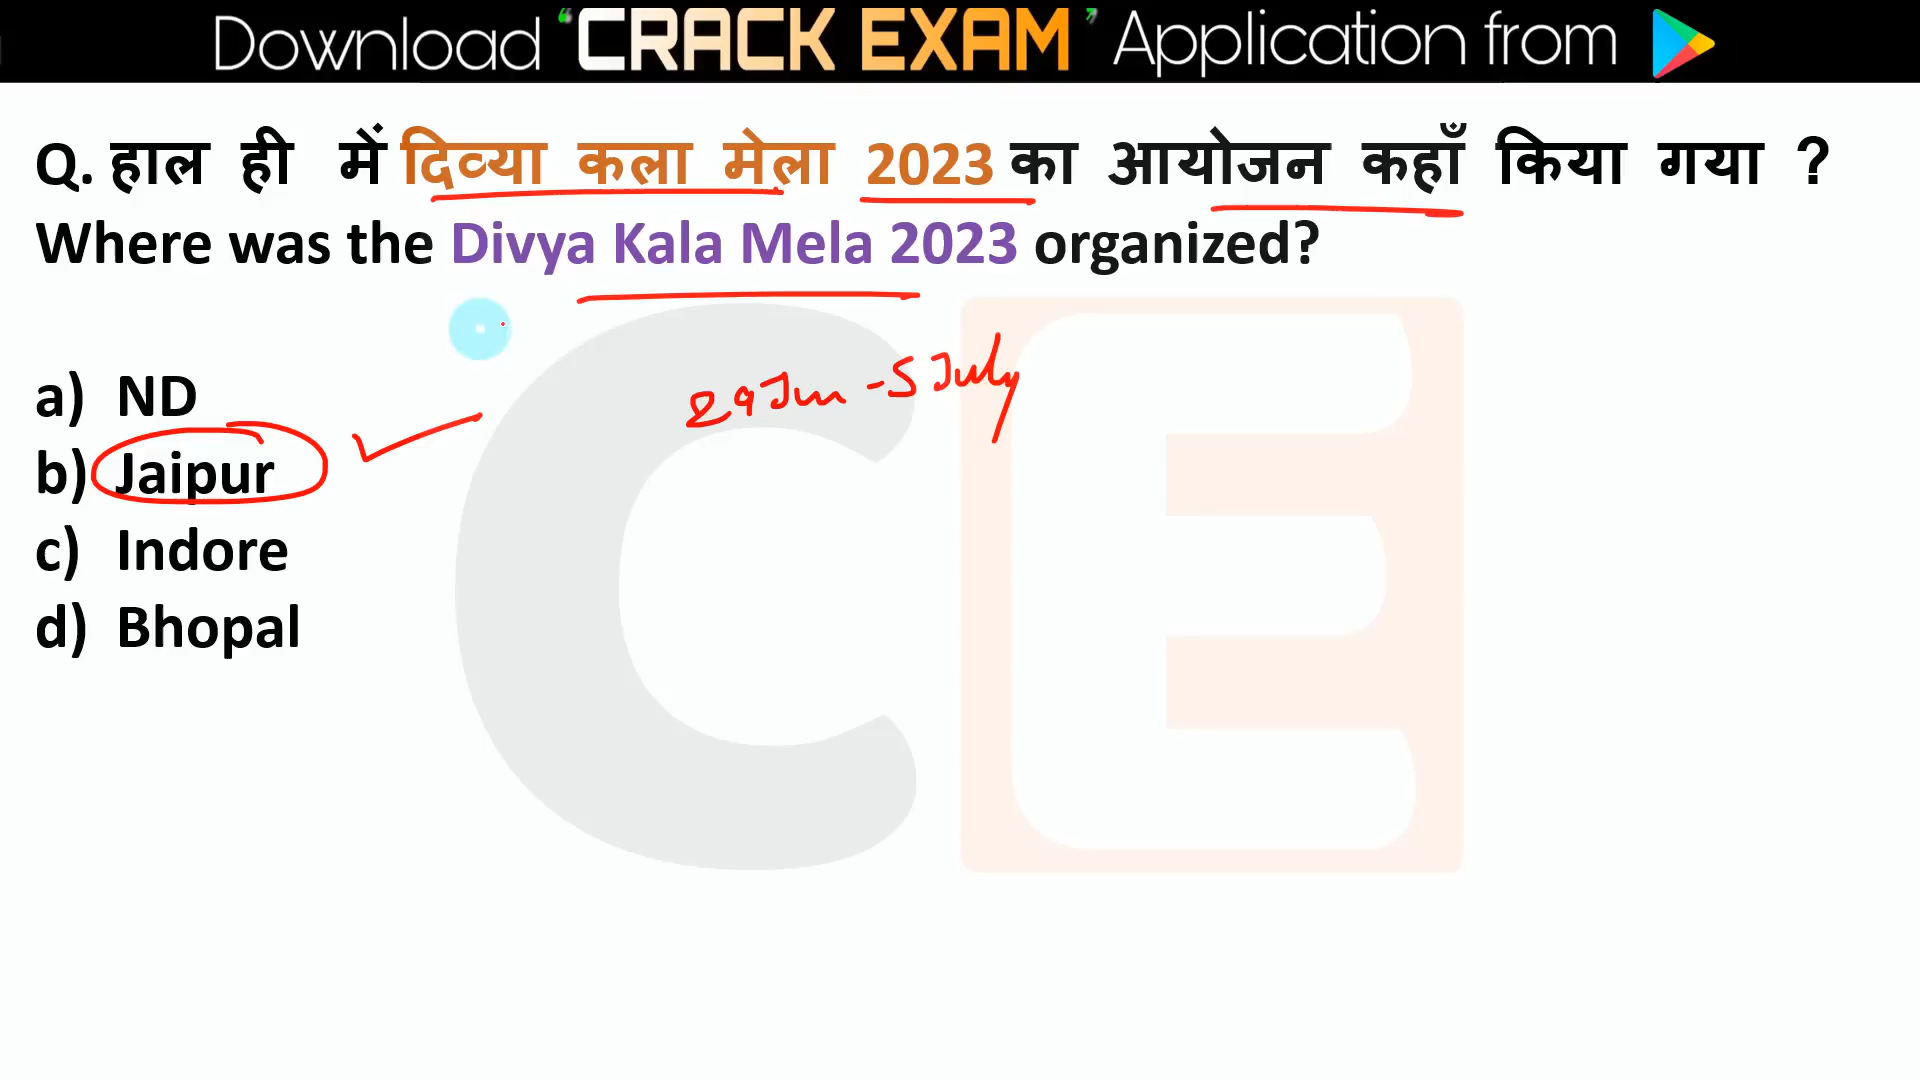 Download ‘CRACK EXAM’ Application from
Q. हाल ही में दिव्या कला मेला 2023 का आयोजन कहाँ किया गया ?
Where was the Divya Kala Mela 2023 organized?
29 Jun - 5 July
a) ND
b) Jaipur
c) Indore
d) Bhopal
CE